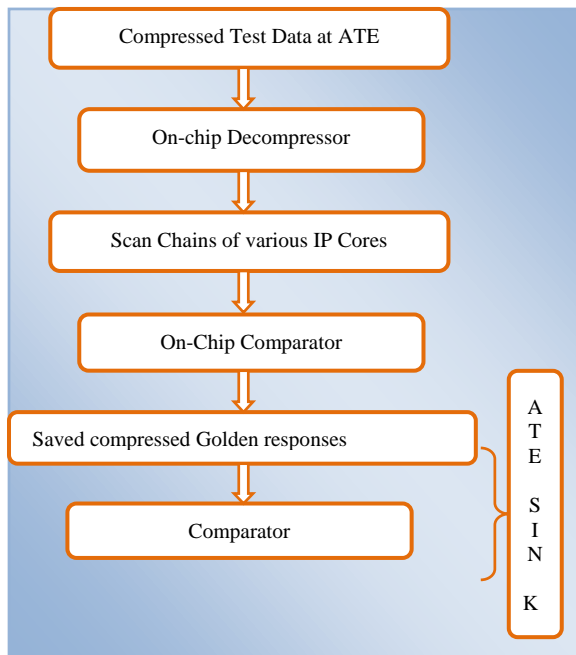 Compressed Test Data at ATE
On-chip Decompressor
Scan Chains of various IP Cores
On-Chip Comparator
Saved compressed Golden responses
Comparator
A
T E
S
I N
K